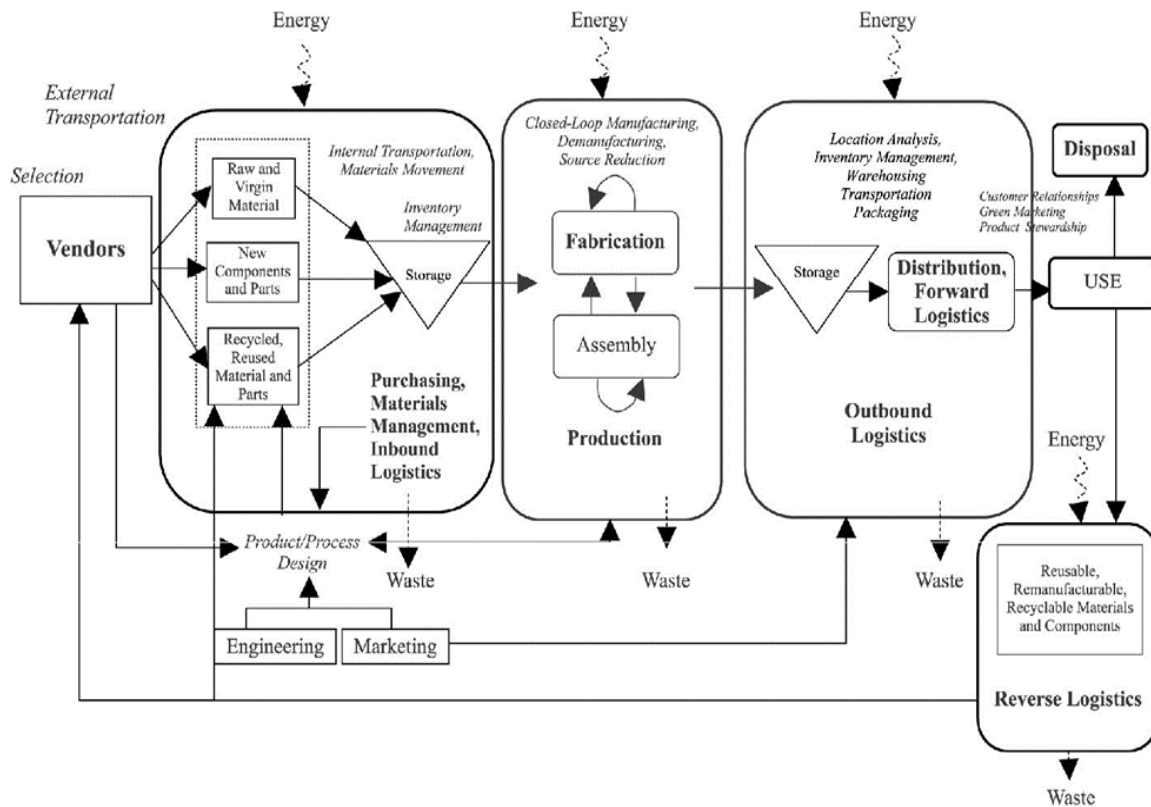 Energy
Energy
Energy
External
Transportation
Selection
Vendors
Raw and
Virgin
Material
New
Components
and Parts
Recycled,
Reused
Material and
Parts
Internal Transportation,
Materials Movement
Inventory
Management
Storage
Purchasing,
Materials
Management,
Inbound
Logistics
Closed-Loop Manufacturing,
Demanufacturing,
Source Reduction
Fabrication
Assembly
Production
Location Analysis,
Inventory Management,
Warehousing
Transportation
Packaging
Storage
Distribution,
Forward
Logistics
Outbound
Logistics
Customer Relationships
Green Marketing
Product Stewardship
Disposal
USE
Energy
Product/Process
Design
Waste
Waste
Waste
Engineering
Marketing
Reusable,
Remanufacturable,
Recyclable Materials
and Components
Reverse Logistics
Waste